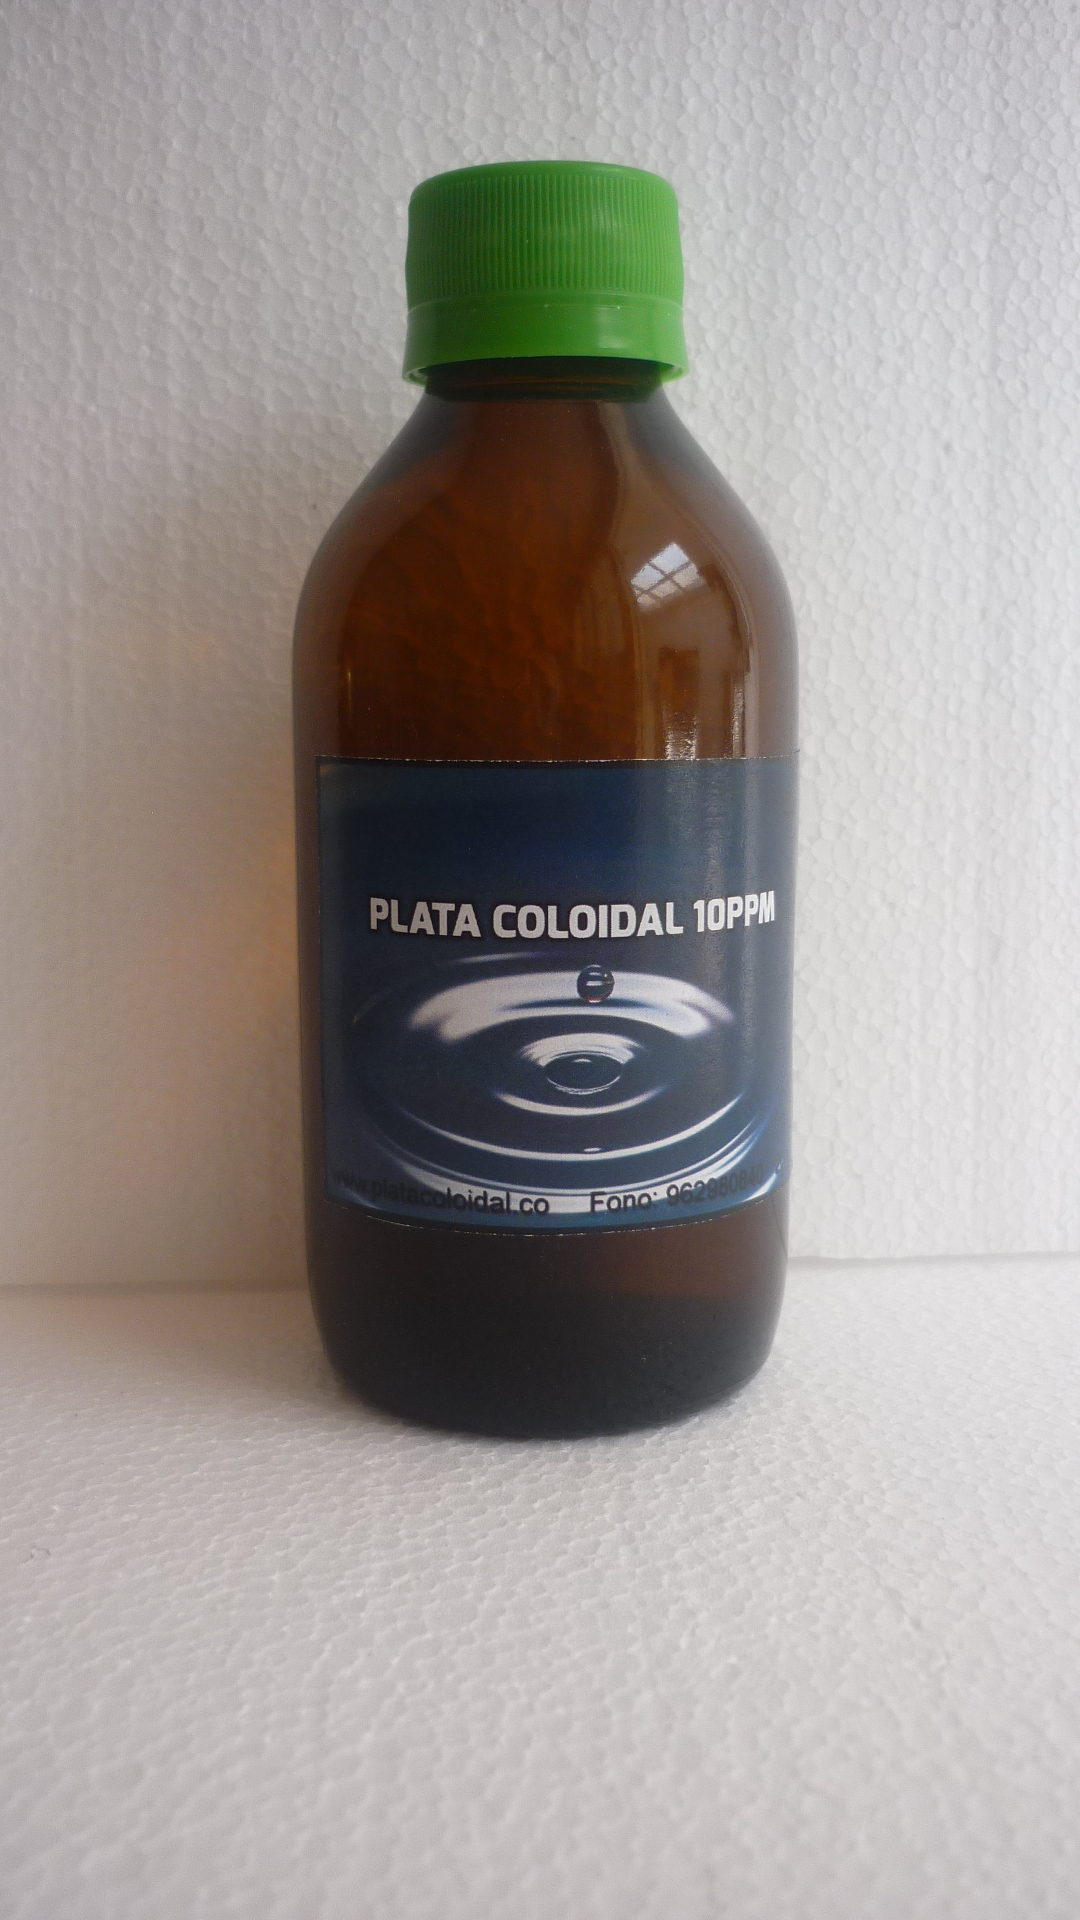 PLATA COLOIDAL 10PPM
www.platacoloidal.co Fono: